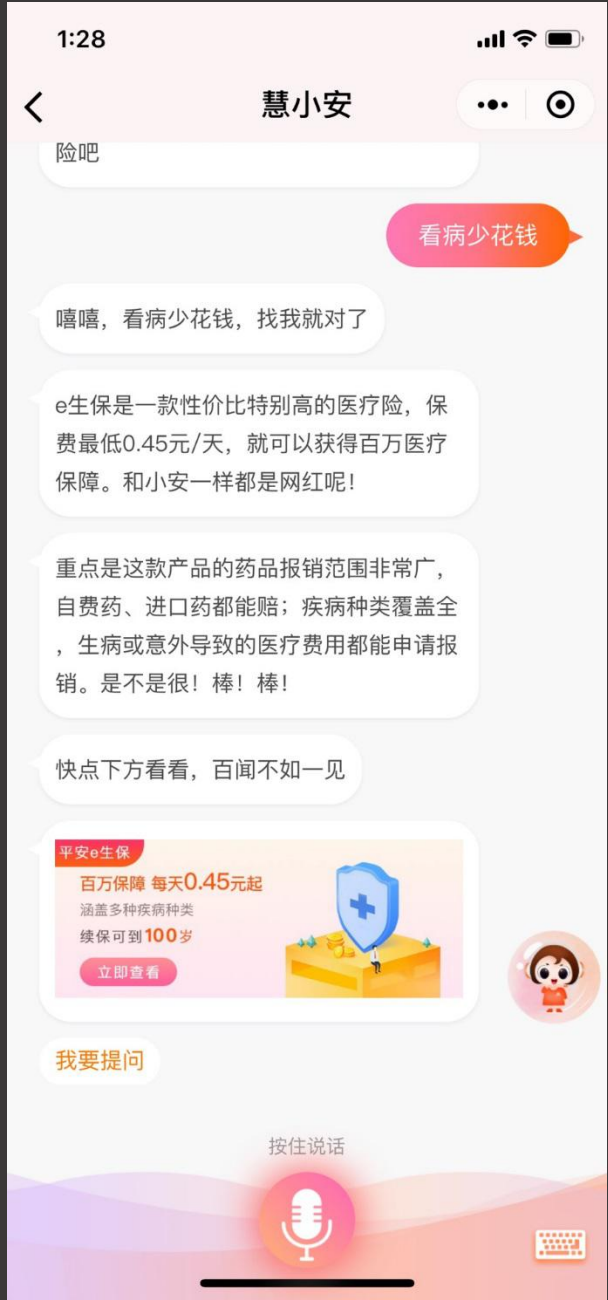 1:28
慧小安
险吧
看病少花钱
嘻嘻，看病少花钱，找我就对了
e生保是一款性价比特别高的医疗险，保
费最低0.45元/天，就可以获得百万医疗
保障。和小安一样都是网红呢！
重点是这款产品的药品报销范围非常广，
自费药、进口药都能赔；疾病种类覆盖全
，生病或意外导致的医疗费用都能申请报
销。是不是很！棒！棒！
快点下方看看，百闻不如一见
平安e生保
百万保障 每天0.45元起
涵盖多种疾病种类
续保可到100岁
立即查看
我要提问
按住说话